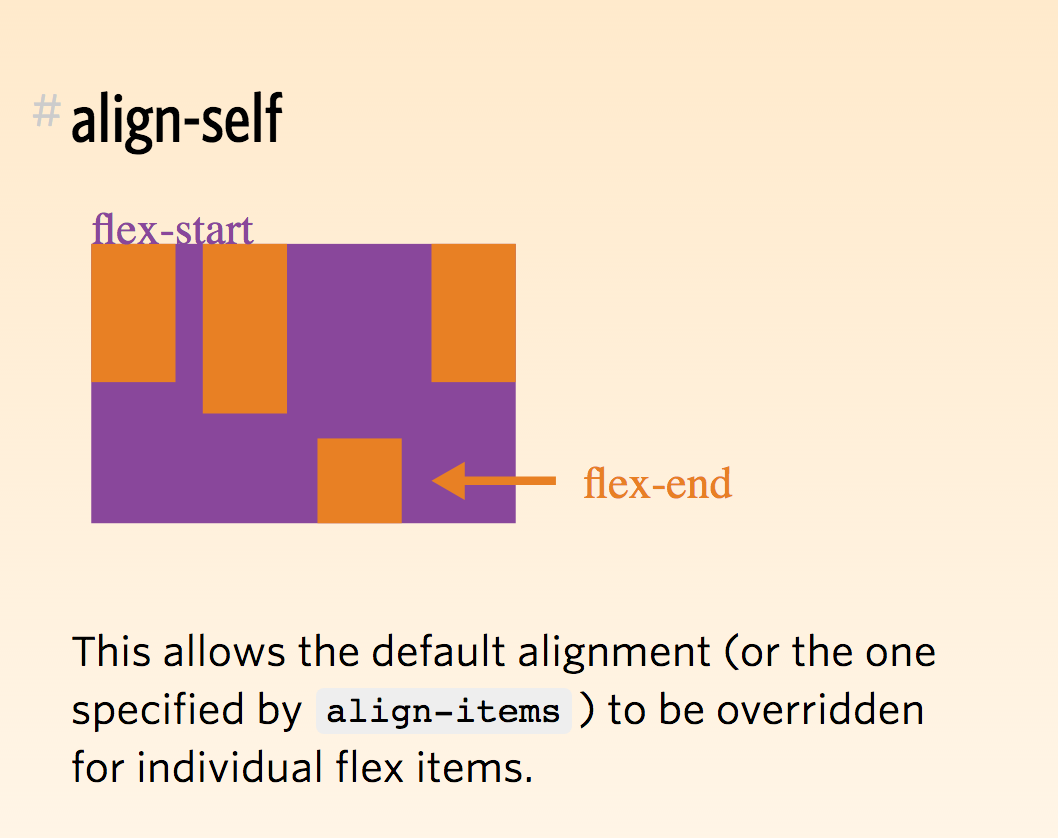 # align-self
flex-start
flex-end
This allows the default alignment (or the one
specified by align-items ) to be overridden
for individual flex items.